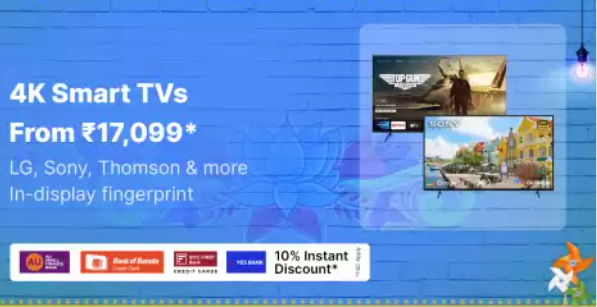 4K Smart TVs
From ₹17,099*
LG, Sony, Thomson & more
In-display fingerprint
TOP GUN
SONY
AU
AU
SMALL
FINANCE
BANK
Bank of Baroda
Credit Card
IDFC FIRST
Bank
CREDIT CARDS
YES BANK
10% Instant
Discount*